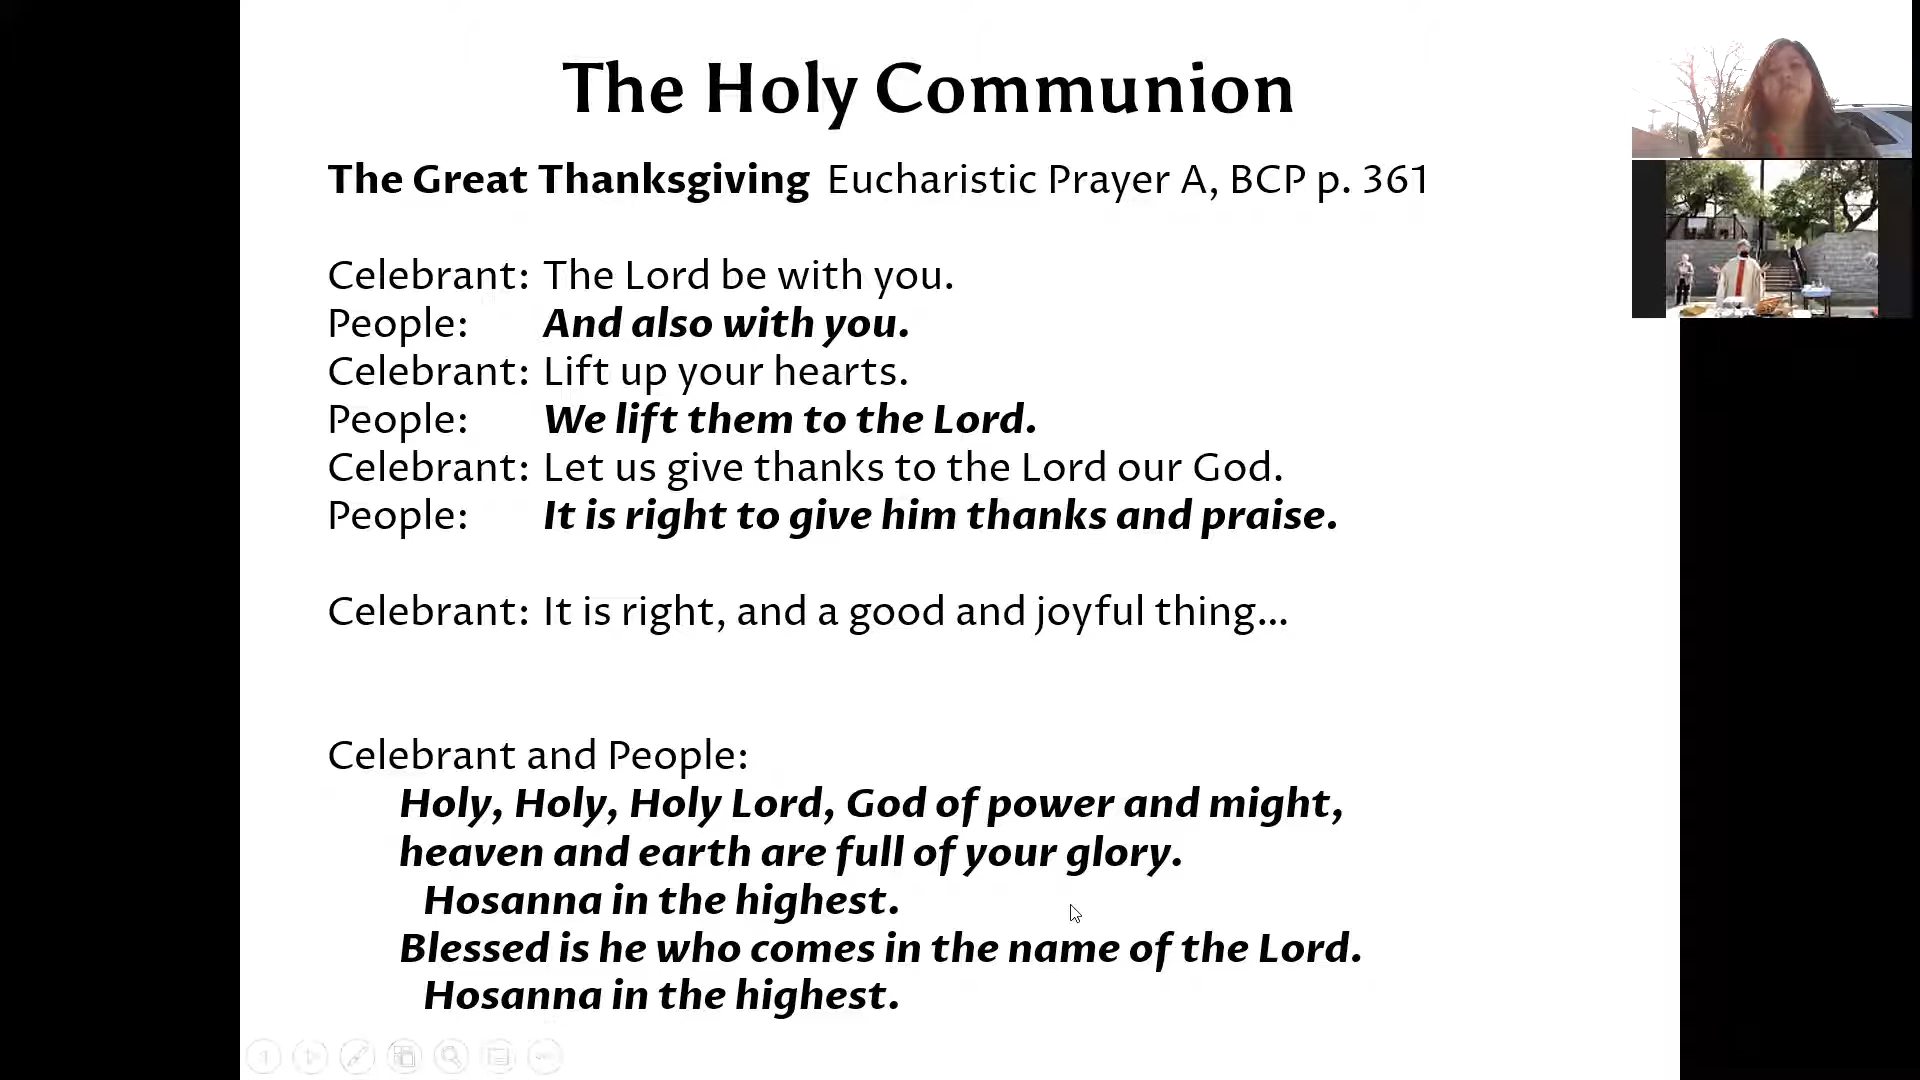 The Holy Communion
The Great Thanksgiving Eucharistic Prayer A, BCP p. 361
Celebrant: The Lord be with you.
People: And also with you.
Celebrant: Lift up your hearts.
People: We lift them to the Lord.
Celebrant: Let us give thanks to the Lord our God.
People: It is right to give him thanks and praise.
Celebrant: It is right, and a good and joyful thing...
Celebrant and People:
Holy, Holy, Holy Lord, God of power and might,
heaven and earth are full of your glory.
Hosanna in the highest.
Blessed is he who comes in the name of the Lord.
Hosanna in the highest.